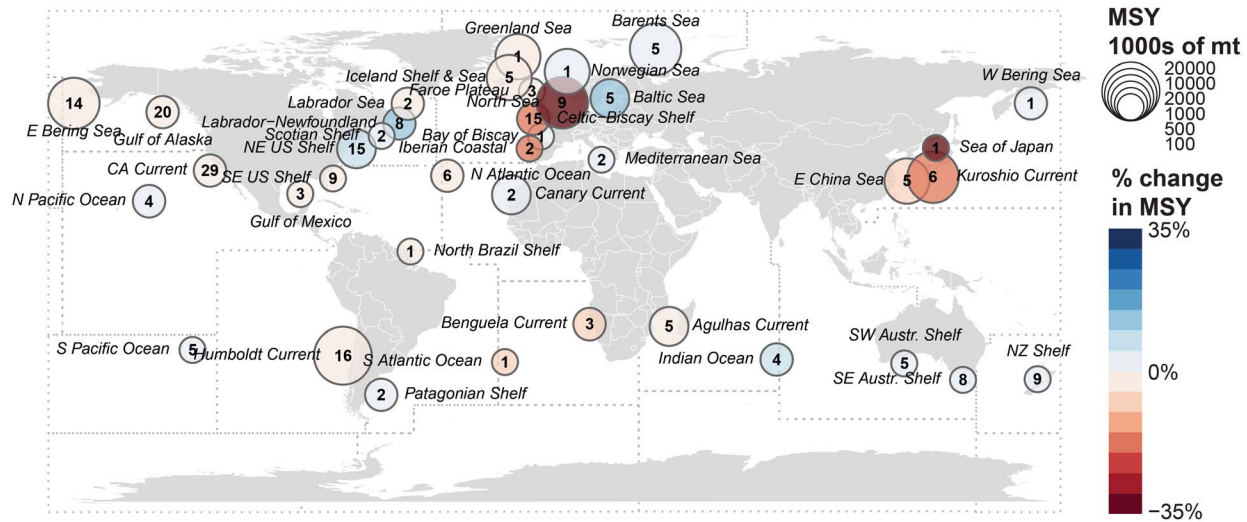 Greenland Sea
Barents Sea
MSY
1000s of mt
20000
10000
2000
1000
500
100
1
5
1
5
Iceland Shelf & Sea
Norwegian Sea
W Bering Sea
Faroe Plateau
3
5
Baltic Sea
14
20
Labrador Sea
2
North Sea
9
1
E Bering Sea
Gulf of Alaska
Labrador−Newfoundland
8
15
Celtic−Biscay Shelf
Scotian Shelf
2
Bay of Biscay
1
NE US Shelf
15
Iberian Coastal
2
1
Sea of Japan
2
Mediterranean Sea
CA Current
29
SE US Shelf
9
6
N Atlantic Ocean
E China Sea
5
6
Kuroshio Current
% change
in MSY
N Pacific Ocean
4
3
2
Canary Current
Gulf of Mexico
35%
1
North Brazil Shelf
Benguela Current
3
5
Agulhas Current
SW Austr. Shelf
S Pacific Ocean
5
Humboldt Current
16
S Atlantic Ocean
1
Indian Ocean
4
5
NZ Shelf
SE Austr. Shelf
8
9
0%
2
Patagonian Shelf
−35%